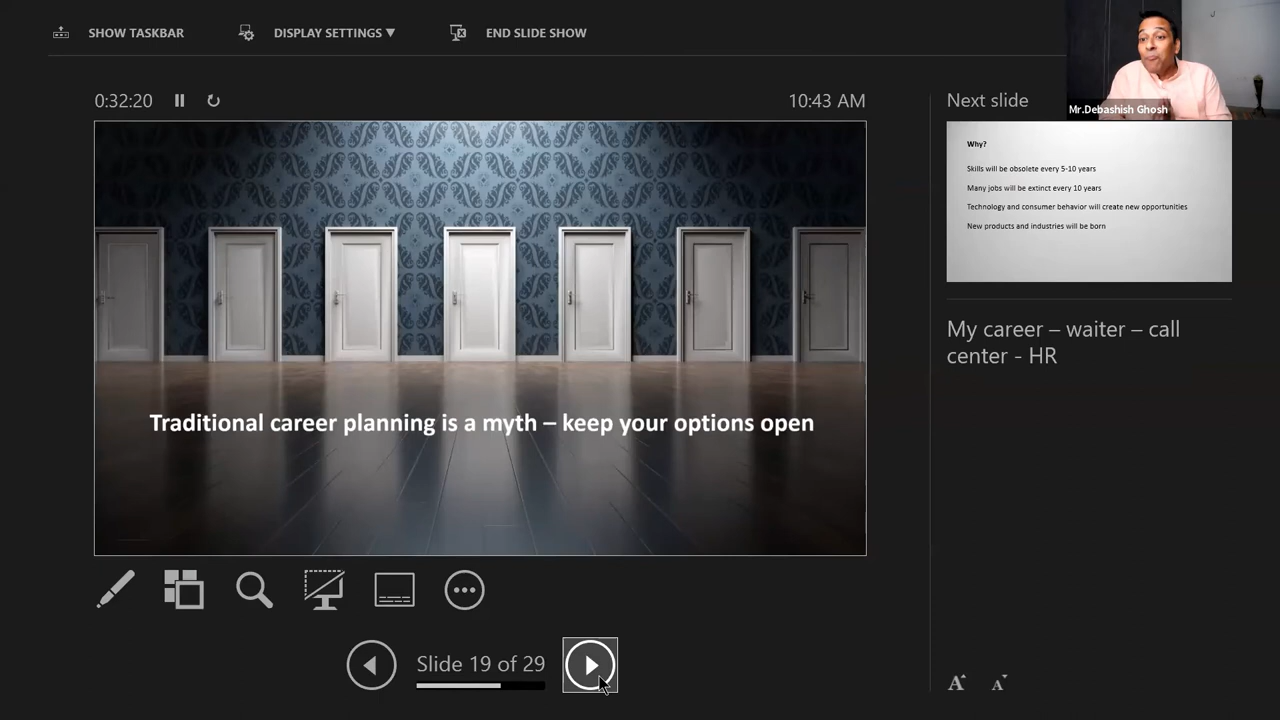 SHOW TASKBAR
DISPLAY SETTINGS ▼
END SLIDE SHOW
0:32:20
10:43 AM
Next slide
Mr.Debashish Ghosh
Traditional career planning is a myth – keep your options open
Why?
Skills will be obsolete every 5-10 years
Many jobs will be extinct every 10 years
Technology and consumer behavior will create new opportunities
New products and industries will be born
My career – waiter – call
center - HR
Slide 19 of 29
A A